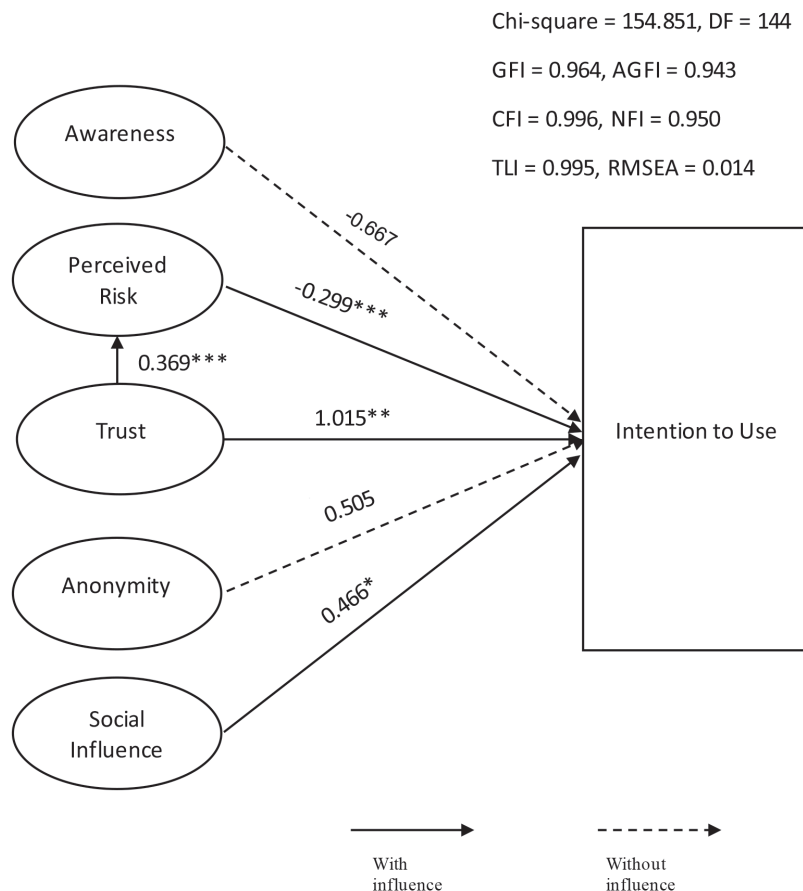 Chi-square = 154.851, DF = 144
GFI = 0.964, AGFI = 0.943
CFI = 0.996, NFI = 0.950
TLI = 0.995, RMSEA = 0.014
Awareness
-0.667
Perceived
Risk
-0.299***
0.369***
Trust
1.015**
Intention to Use
0.505
Anonymity
0.466*
Social
Influence
With
influence
Without
influence